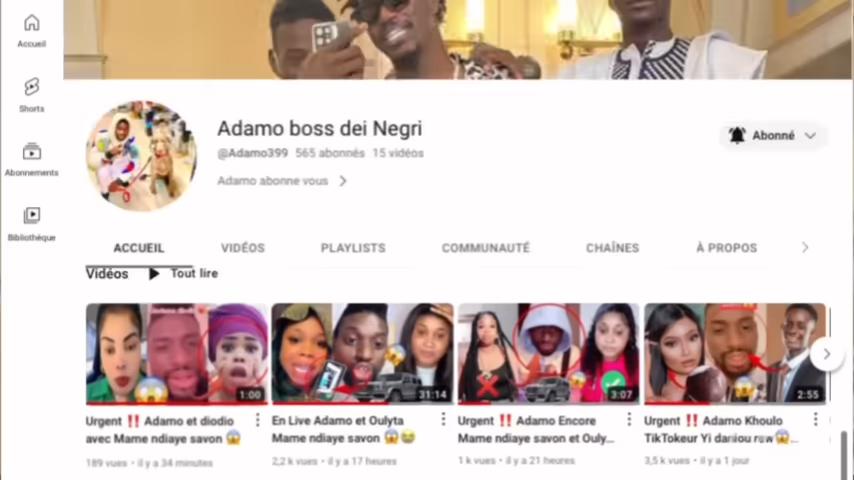 Accueil
Shorts
Abonnements
Bibliothèque
Adamo boss dei Negri
@Adamo399 565 abonnés 15 vidéos
Adamo abonne vous
Abonné
ACCUEIL VIDÉOS PLAYLISTS COMMUNAUTÉ CHAÎNES À PROPOS
Vidéos Tout lire
1:00
31:14
3:07
2:55
Urgent ‼️ Adamo et diodio
avec Mame ndiaye savon 😱
189 vues • il y a 34 minutes
En Live Adamo et Oulyta
Mame ndiaye savon 😱😭
2,2 k vues • il y a 17 heures
Urgent ‼️ Adamo Encore
Mame ndiaye savon et Ouly...
1 k vues • il y a 21 heures
Urgent ‼️ Adamo Khoulo
TikTokeur Yi daniou raw 😱...
3,5 k vues • il y a 1 jour